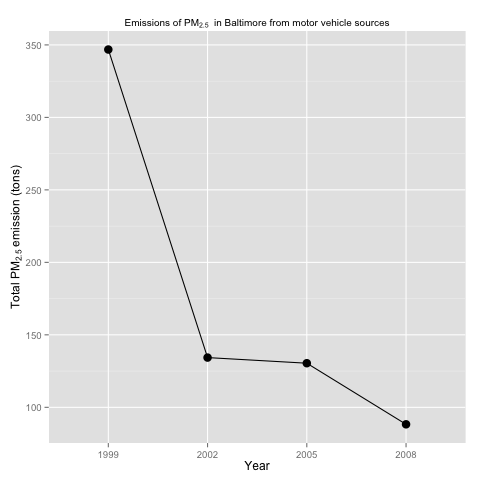 Emissions of PM2.5 in Baltimore from motor vehicle sources
Total PM2.5 emission (tons)
350
300
250
200
150
100
1999 2002 2005 2008
Year